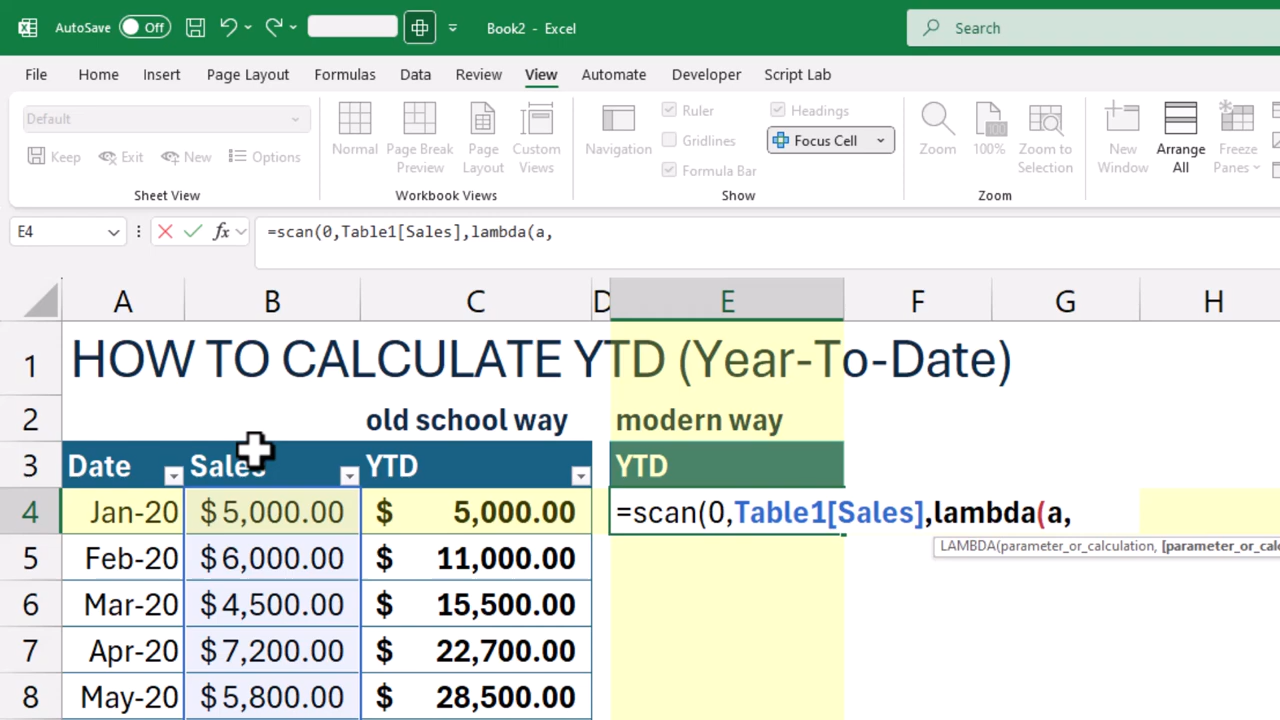 AutoSave Off Book2 - Excel Search
File Home Insert Page Layout Formulas Data Review View Automate Developer Script Lab
Default
Keep Exit New Options
Sheet View
Normal Page Break Preview Page Layout Custom Views
Workbook Views
Navigation Ruler Gridlines Formula Bar Headings Focus Cell
Show
Zoom 100% Zoom to Selection
Zoom
New Window Arrange All Freeze Panes
E4 fx =scan(0,Table1[Sales],lambda(a,
A B C D E F G H
1 HOW TO CALCULATE YTD (Year-To-Date)
2 old school way modern way
3 Date Sales YTD YTD
4 Jan-20 $5,000.00 $ 5,000.00 =scan(0,Table1[Sales],lambda(a,
LAMBDA(parameter_or_calculation, [parameter_or_calc
5 Feb-20 $6,000.00 $ 11,000.00
6 Mar-20 $4,500.00 $ 15,500.00
7 Apr-20 $7,200.00 $ 22,700.00
8 May-20 $5,800.00 $ 28,500.00